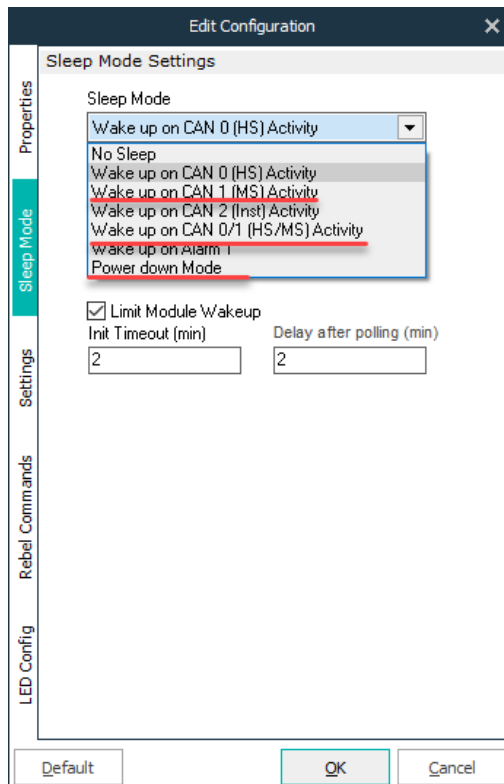 Edit Configuration
Sleep Mode Settings
Properties
Sleep Mode
Settings
Rebel Commands
LED Config
Sleep Mode
Wake up on CAN 0 (HS) Activity
No Sleep
Wake up on CAN 0 (HS) Activity
Wake up on CAN 1 (MS) Activity
Wake up on CAN 2 (Inst) Activity
Wake up on CAN 0/1 (HS/MS) Activity
Wake up on Alarm 1
Power down Mode
Limit Module Wakeup
Init Timeout (min) Delay after polling (min)
2 2
Default OK Cancel